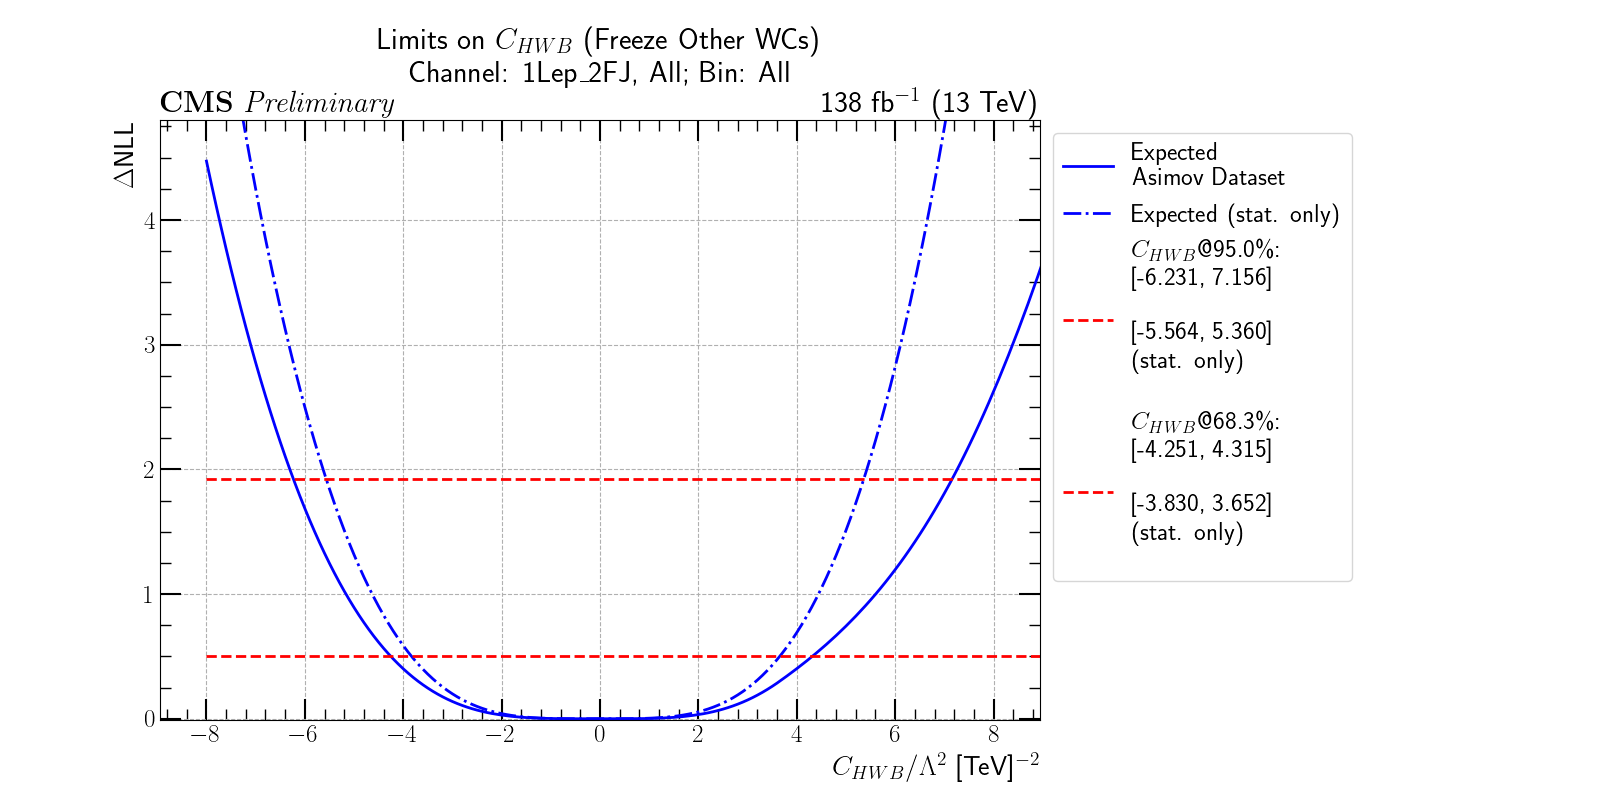 Limits on C_{HWB} (Freeze Other WCs)
Channel: 1Lep_2FJ, All; Bin: All
CMS Preliminary
138 fb^{-1} (13 TeV)
ΔNLL
4
3
2
1
0
−8 −6 −4 −2 0 2 4 6 8
C_{HWB}/Λ^2 [TeV]^{-2}
Expected
Asimov Dataset
Expected (stat. only)
C_{HWB}@95.0%:
[-6.231, 7.156]
[-5.564, 5.360]
(stat. only)
C_{HWB}@68.3%:
[-4.251, 4.315]
[-3.830, 3.652]
(stat. only)